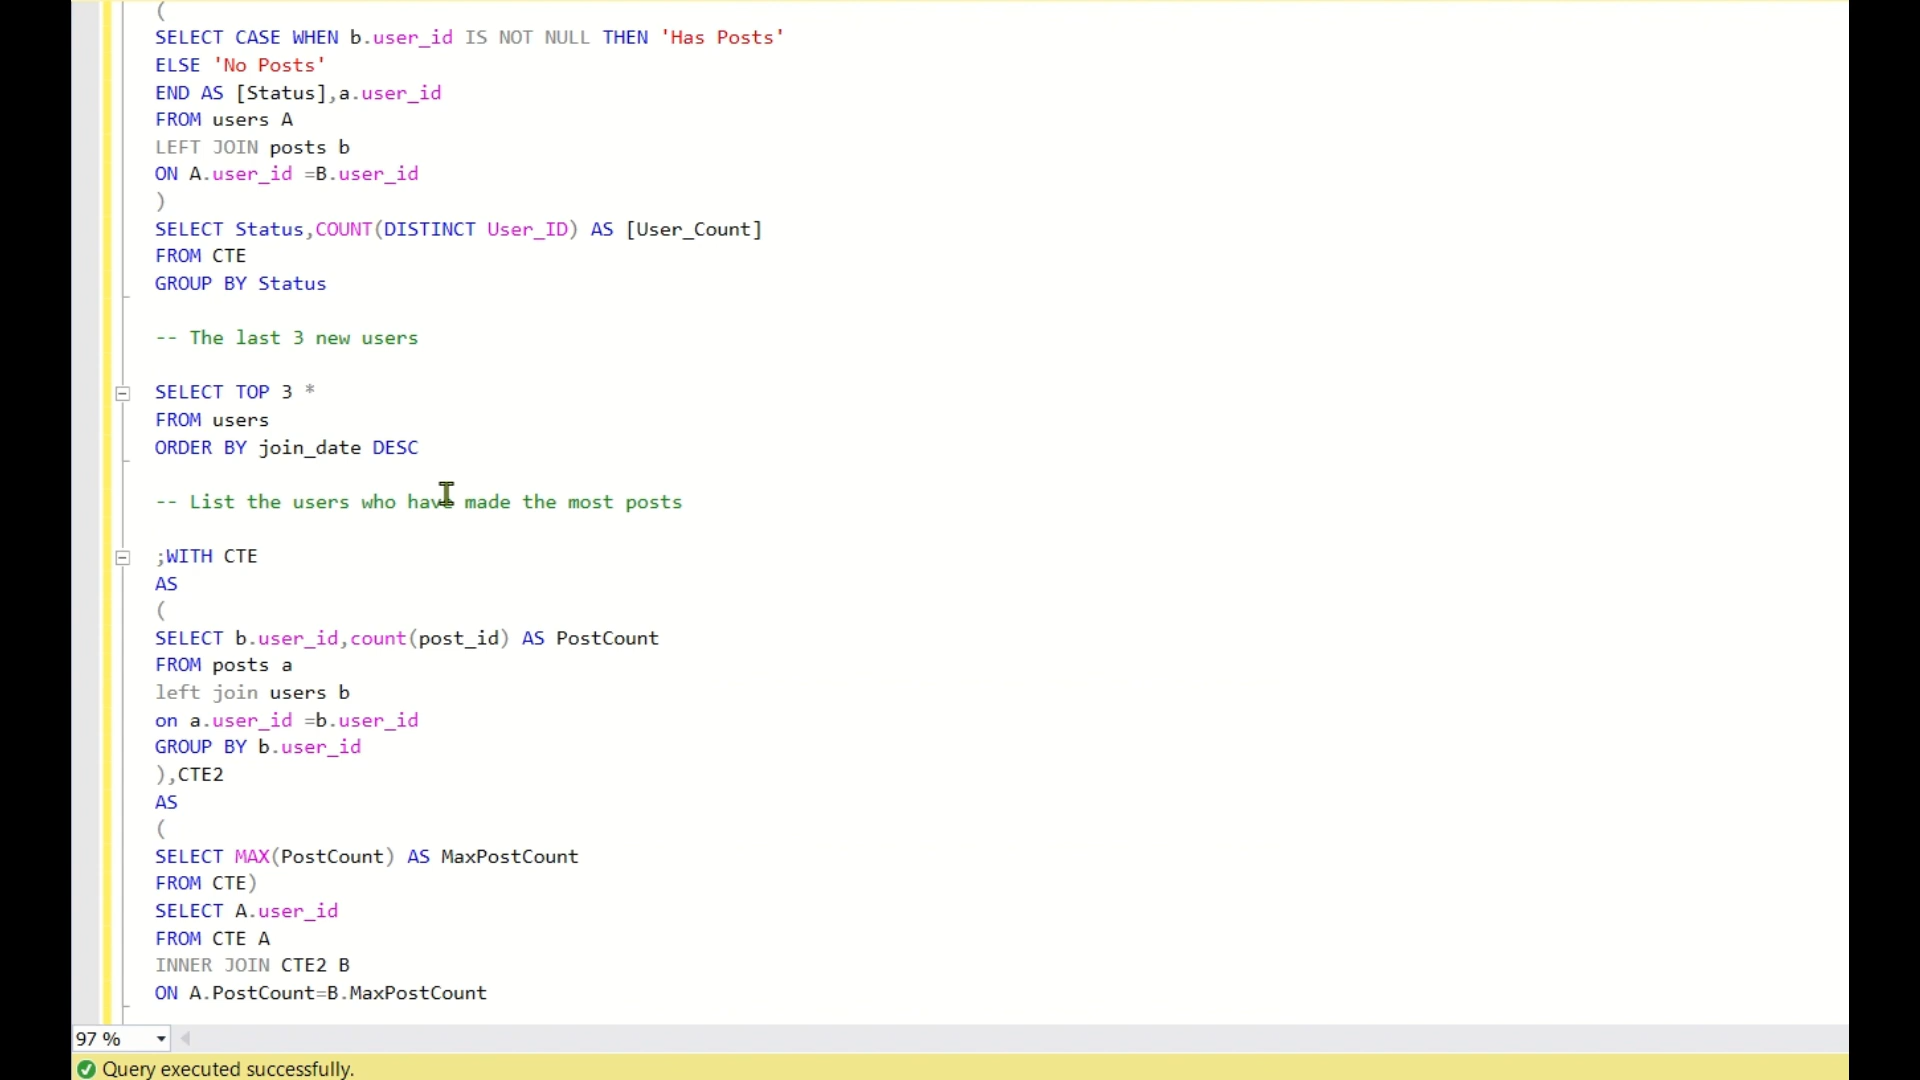 (
SELECT CASE WHEN b.user_id IS NOT NULL THEN 'Has Posts'
ELSE 'No Posts'
END AS [Status],a.user_id
FROM users A
LEFT JOIN posts b
ON A.user_id =B.user_id
)
SELECT Status,COUNT(DISTINCT User_ID) AS [User_Count]
FROM CTE
GROUP BY Status
-- The last 3 new users
SELECT TOP 3 *
FROM users
ORDER BY join_date DESC
-- List the users who have made the most posts
;WITH CTE
AS
(
SELECT b.user_id,count(post_id) AS PostCount
FROM posts a
left join users b
on a.user_id =b.user_id
GROUP BY b.user_id
),CTE2
AS
(
SELECT MAX(PostCount) AS MaxPostCount
FROM CTE)
SELECT A.user_id
FROM CTE A
INNER JOIN CTE2 B
ON A.PostCount=B.MaxPostCount
97 %
Query executed successfully.